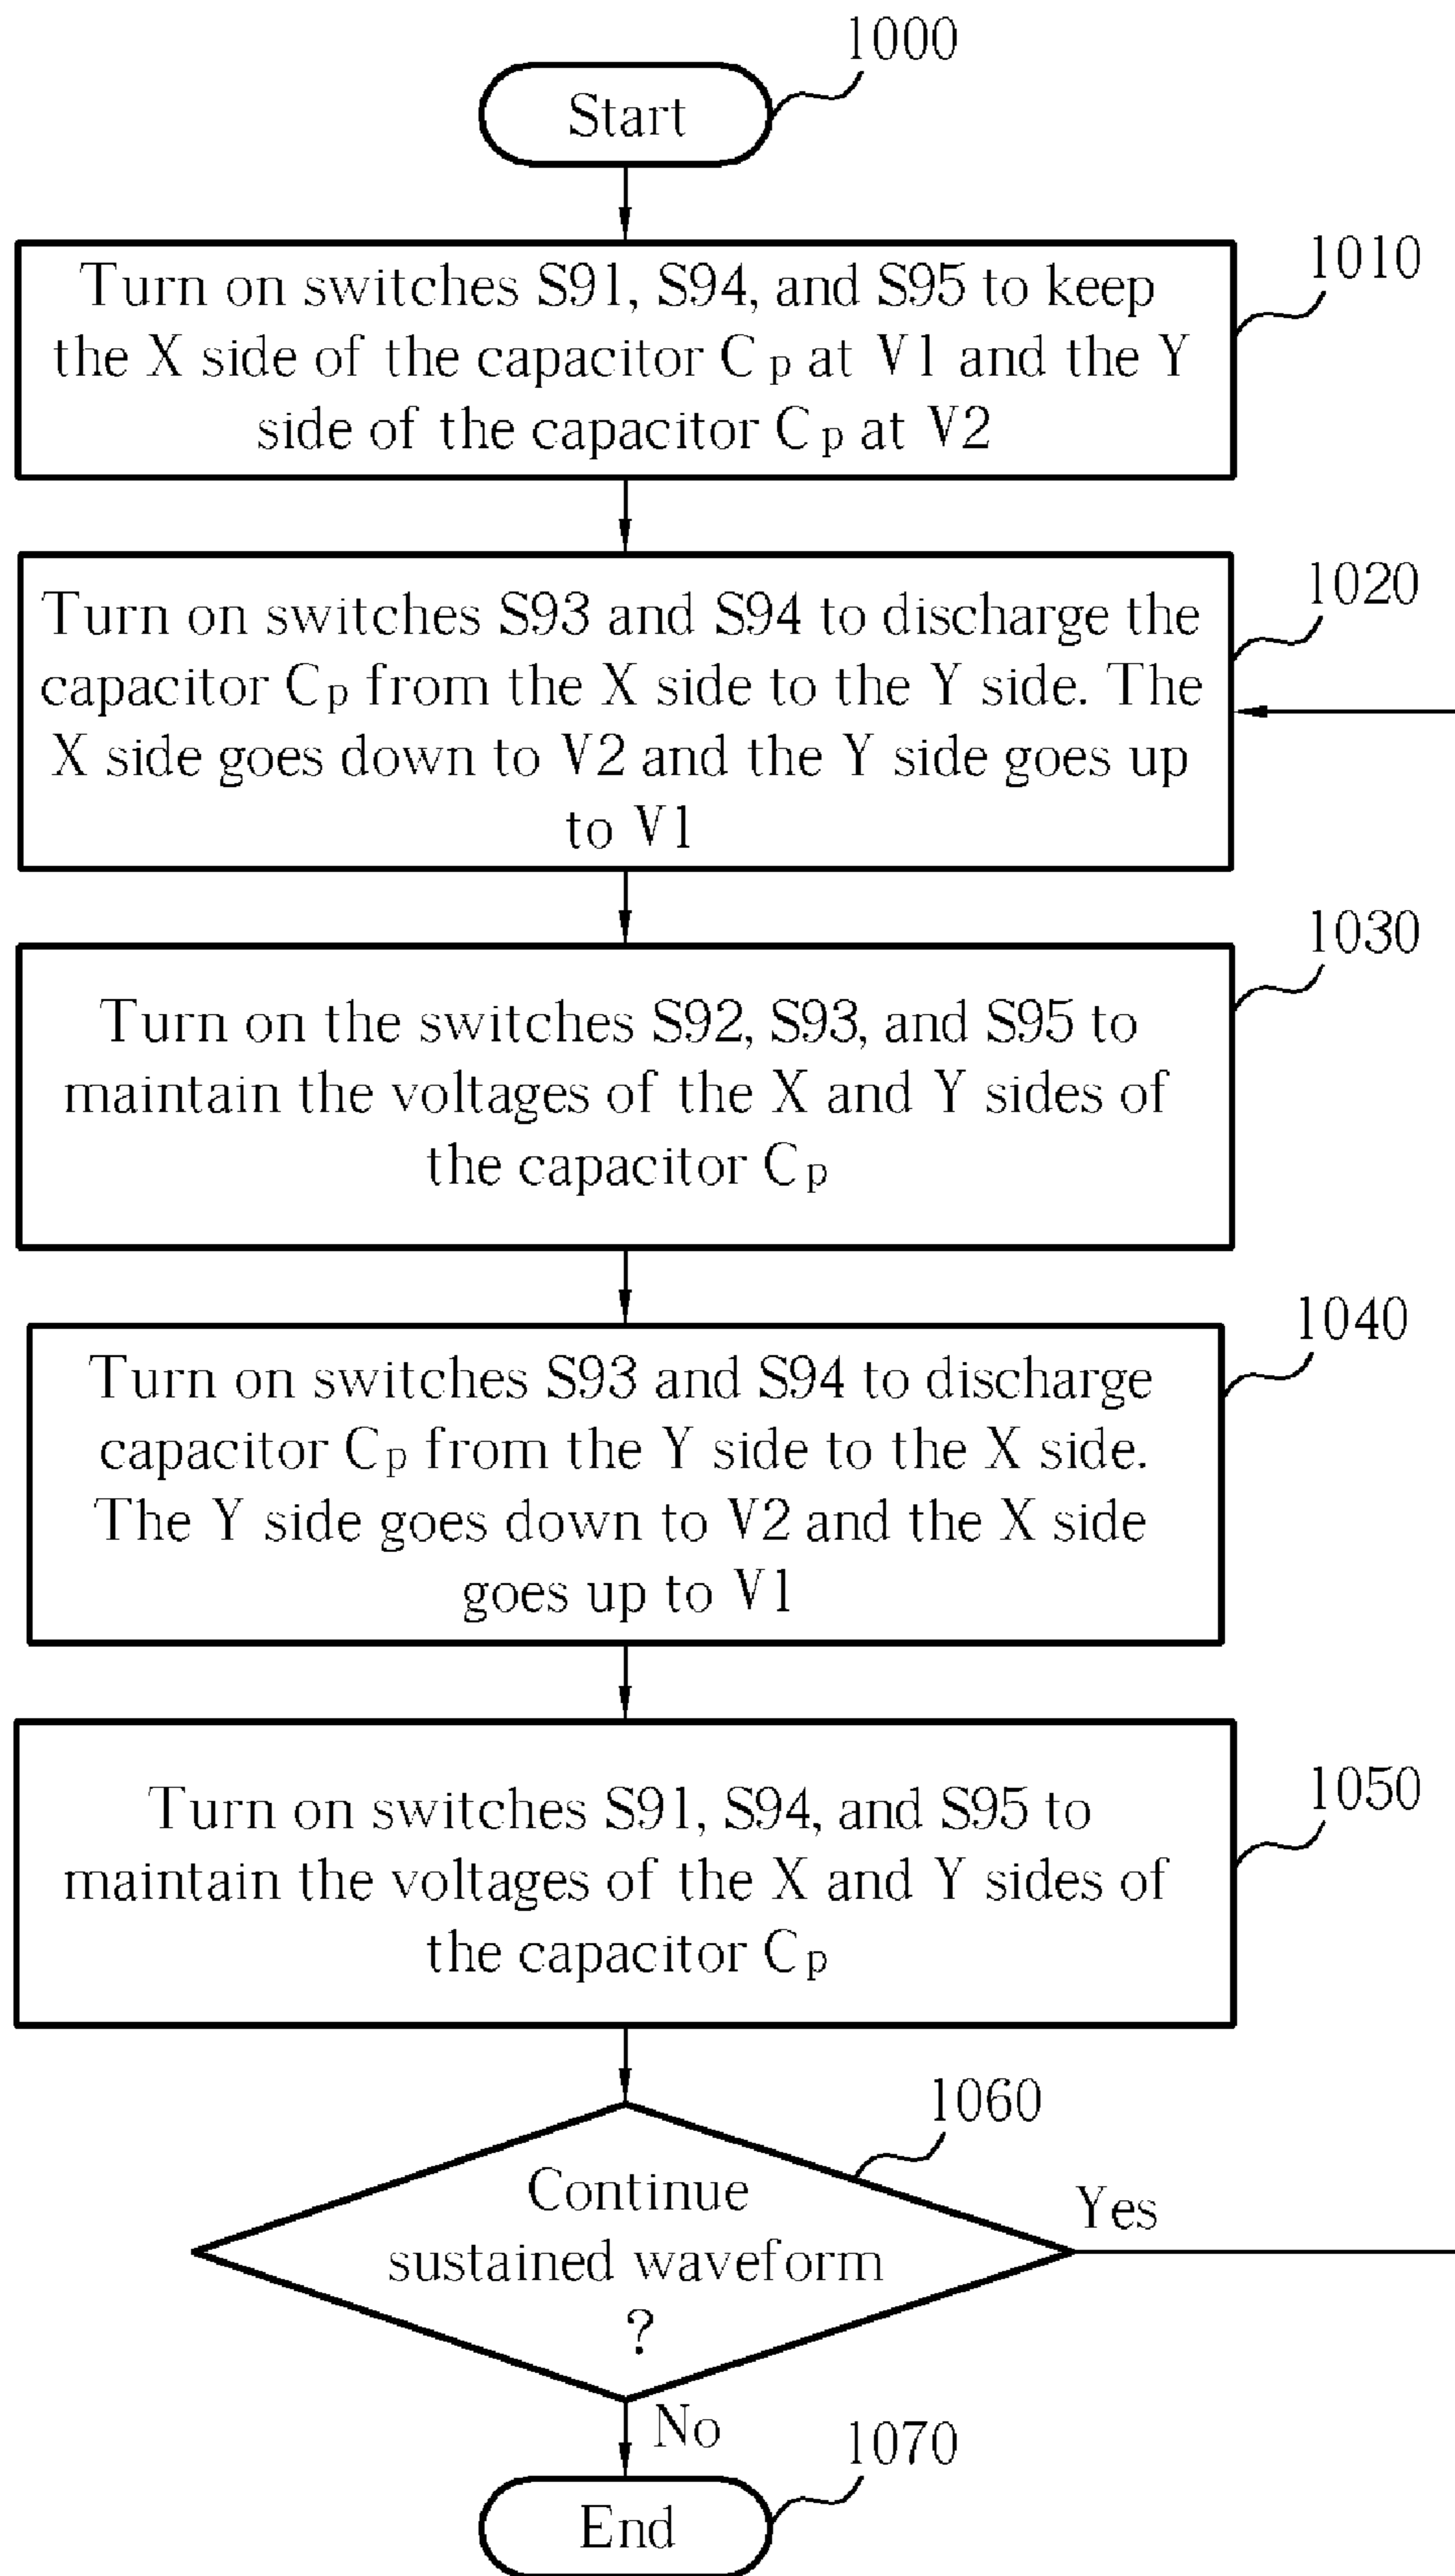 1000
Start
1010
Turn on switches S91, S94, and S95 to keep
the X side of the capacitor Cp at V1 and the Y
side of the capacitor Cp at V2
1020
Turn on switches S93 and S94 to discharge the
capacitor Cp from the X side to the Y side. The
X side goes down to V2 and the Y side goes up
to V1
1030
Turn on the switches S92, S93, and S95 to
maintain the voltages of the X and Y sides of
the capacitor Cp
1040
Turn on switches S93 and S94 to discharge
capacitor Cp from the Y side to the X side.
The Y side goes down to V2 and the X side
goes up to V1
1050
Turn on switches S91, S94, and S95 to
maintain the voltages of the X and Y sides of
the capacitor Cp
1060
Continue
sustained waveform
?
Yes
No
1070
End